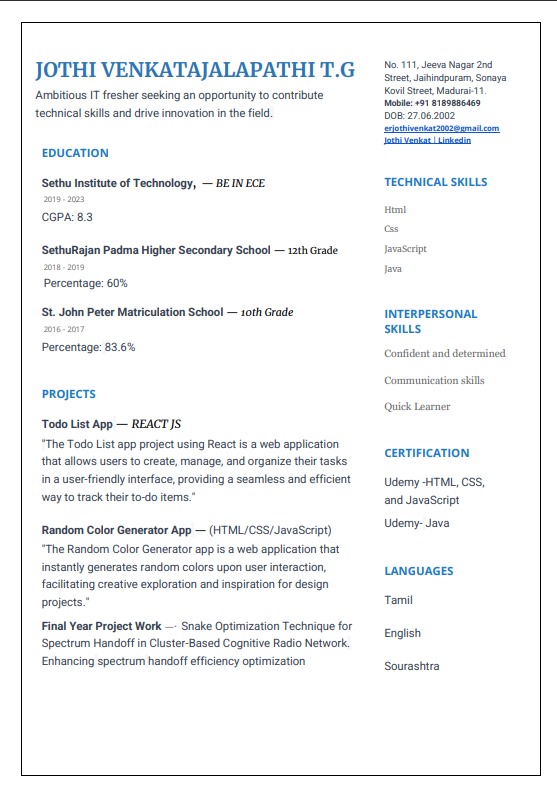 JOTHI VENKATAJALAPATHI T.G
Ambitious IT fresher seeking an opportunity to contribute
technical skills and drive innovation in the field.
EDUCATION
Sethu Institute of Technology, — BE IN ECE
2019 - 2023
CGPA: 8.3
SethuRajan Padma Higher Secondary School — 12th Grade
2018 - 2019
Percentage: 60%
St. John Peter Matriculation School — 10th Grade
2016 - 2017
Percentage: 83.6%
PROJECTS
Todo List App — REACT JS
"The Todo List app project using React is a web application
that allows users to create, manage, and organize their tasks
in a user-friendly interface, providing a seamless and efficient
way to track their to-do items."
Random Color Generator App — (HTML/CSS/JavaScript)
"The Random Color Generator app is a web application that
instantly generates random colors upon user interaction,
facilitating creative exploration and inspiration for design
projects."
Final Year Project Work —· Snake Optimization Technique for
Spectrum Handoff in Cluster-Based Cognitive Radio Network.
Enhancing spectrum handoff efficiency optimization
No. 111, Jeeva Nagar 2nd
Street, Jaihindpuram, Sonaya
Kovil Street, Madurai-11.
Mobile: +91 8189886469
DOB: 27.06.2002
erjothivenkat2002@gmail.com
Jothi Venkat | Linkedin
TECHNICAL SKILLS
Html
Css
JavaScript
Java
INTERPERSONAL
SKILLS
Confident and determined
Communication skills
Quick Learner
CERTIFICATION
Udemy -HTML, CSS,
and JavaScript
Udemy- Java
LANGUAGES
Tamil
English
Sourashtra